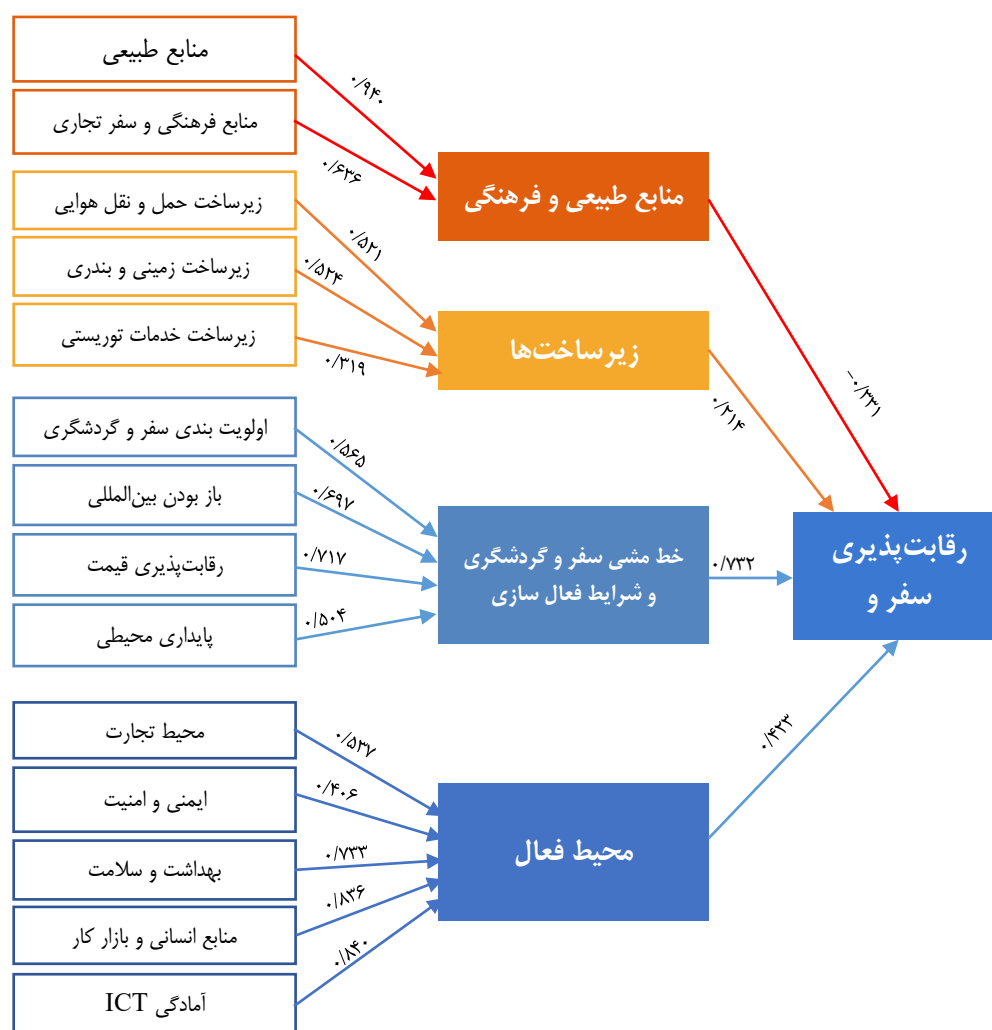 منابع طبیعی
۰/۹۴۰
منابع فرهنگی و سفر تجاری
۰/۶۳۶
منابع طبیعی و فرهنگی
-۰/۳۳۱
زیرساخت حمل و نقل هوایی
۰/۵۲۱
زیرساخت زمینی و بندری
۰/۵۲۴
زیرساخت خدمات توریستی
۰/۳۱۹
زیرساخت‌ها
۰/۲۱۴
اولویت بندی سفر و گردشگری
۰/۵۶۵
باز بودن بین‌المللی
۰/۶۹۷
رقابت‌پذیری قیمت
۰/۷۱۷
پایداری محیطی
۰/۵۰۴
خط مشی سفر و گردشگری
و شرایط فعال سازی
۰/۷۳۲
رقابت‌پذیری
سفر و
محیط تجارت
۰/۵۳۷
ایمنی و امنیت
۰/۴۰۶
بهداشت و سلامت
۰/۷۳۳
منابع انسانی و بازار کار
۰/۸۳۶
آمادگی ICT
۰/۸۴۰
محیط فعال
۰/۴۲۳